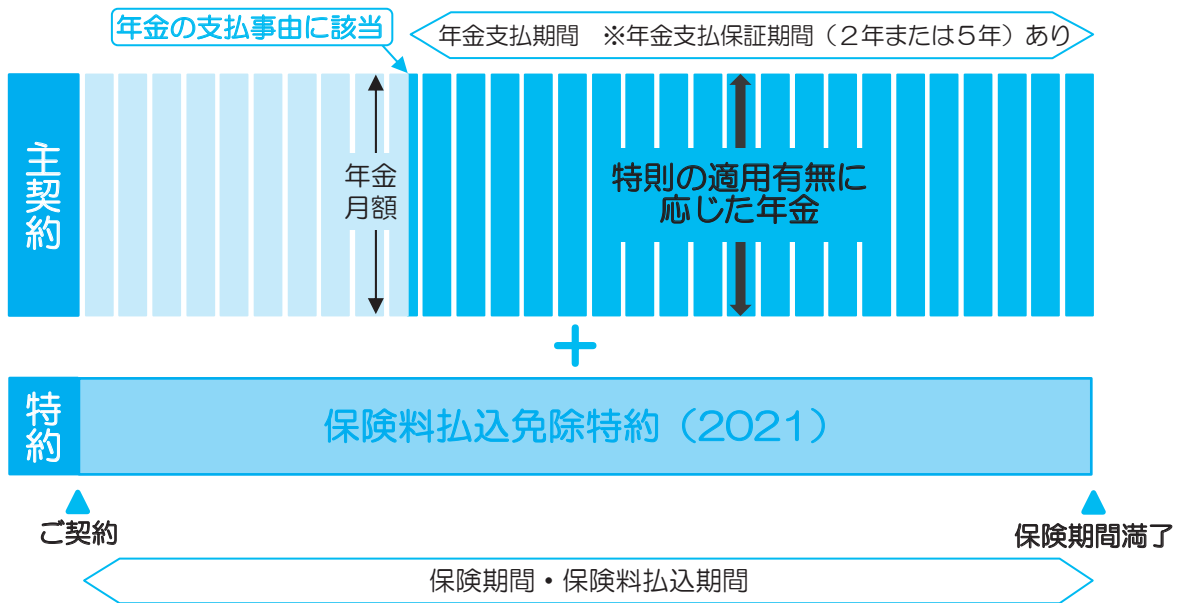 年金の支払事由に該当
年金支払期間　※年金支払保証期間（２年または５年）あり
主契約
年金
月額
特則の適用有無に
応じた年金
＋
特約
保険料払込免除特約（2021）
ご契約
保険期間満了
保険期間・保険料払込期間